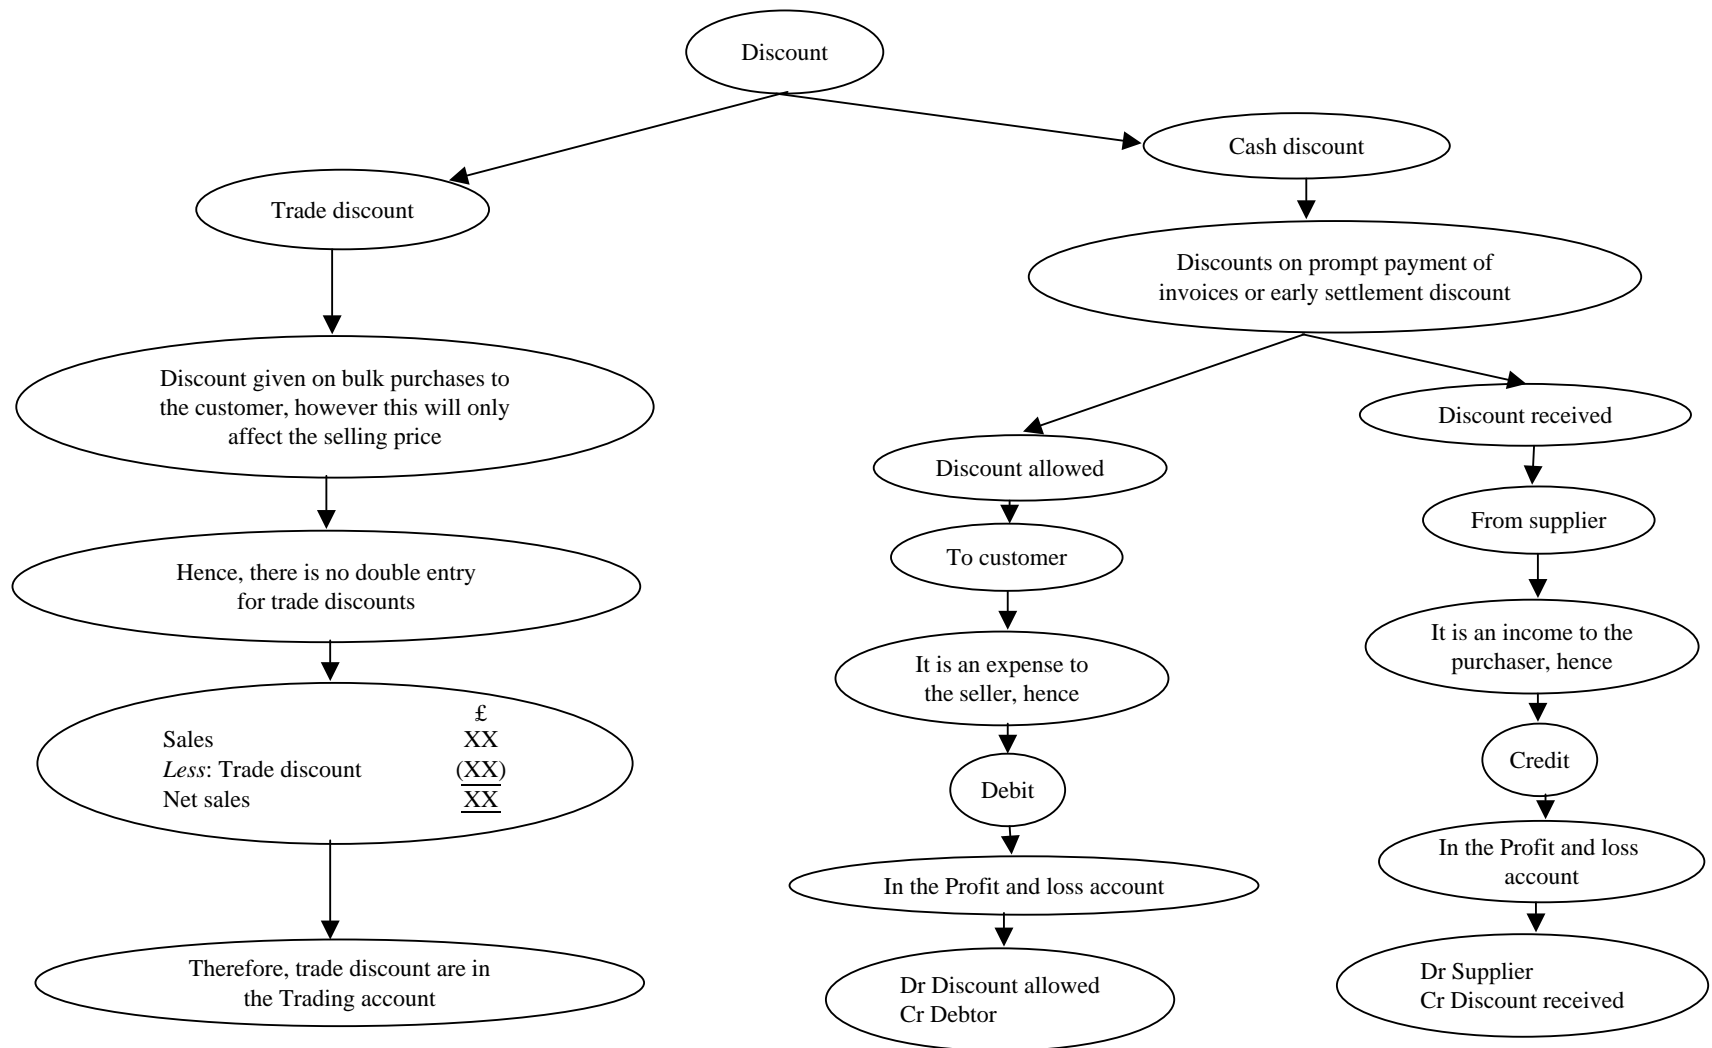 Discount
Trade discount
Discount given on bulk purchases to
the customer, however this will only
affect the selling price
Hence, there is no double entry
for trade discounts
£
Sales XX
Less: Trade discount (XX)
Net sales XX
Therefore, trade discount are in
the Trading account
Cash discount
Discounts on prompt payment of
invoices or early settlement discount
Discount allowed
To customer
It is an expense to
the seller, hence
Debit
In the Profit and loss account
Dr Discount allowed
Cr Debtor
Discount received
From supplier
It is an income to the
purchaser, hence
Credit
In the Profit and loss
account
Dr Supplier
Cr Discount received